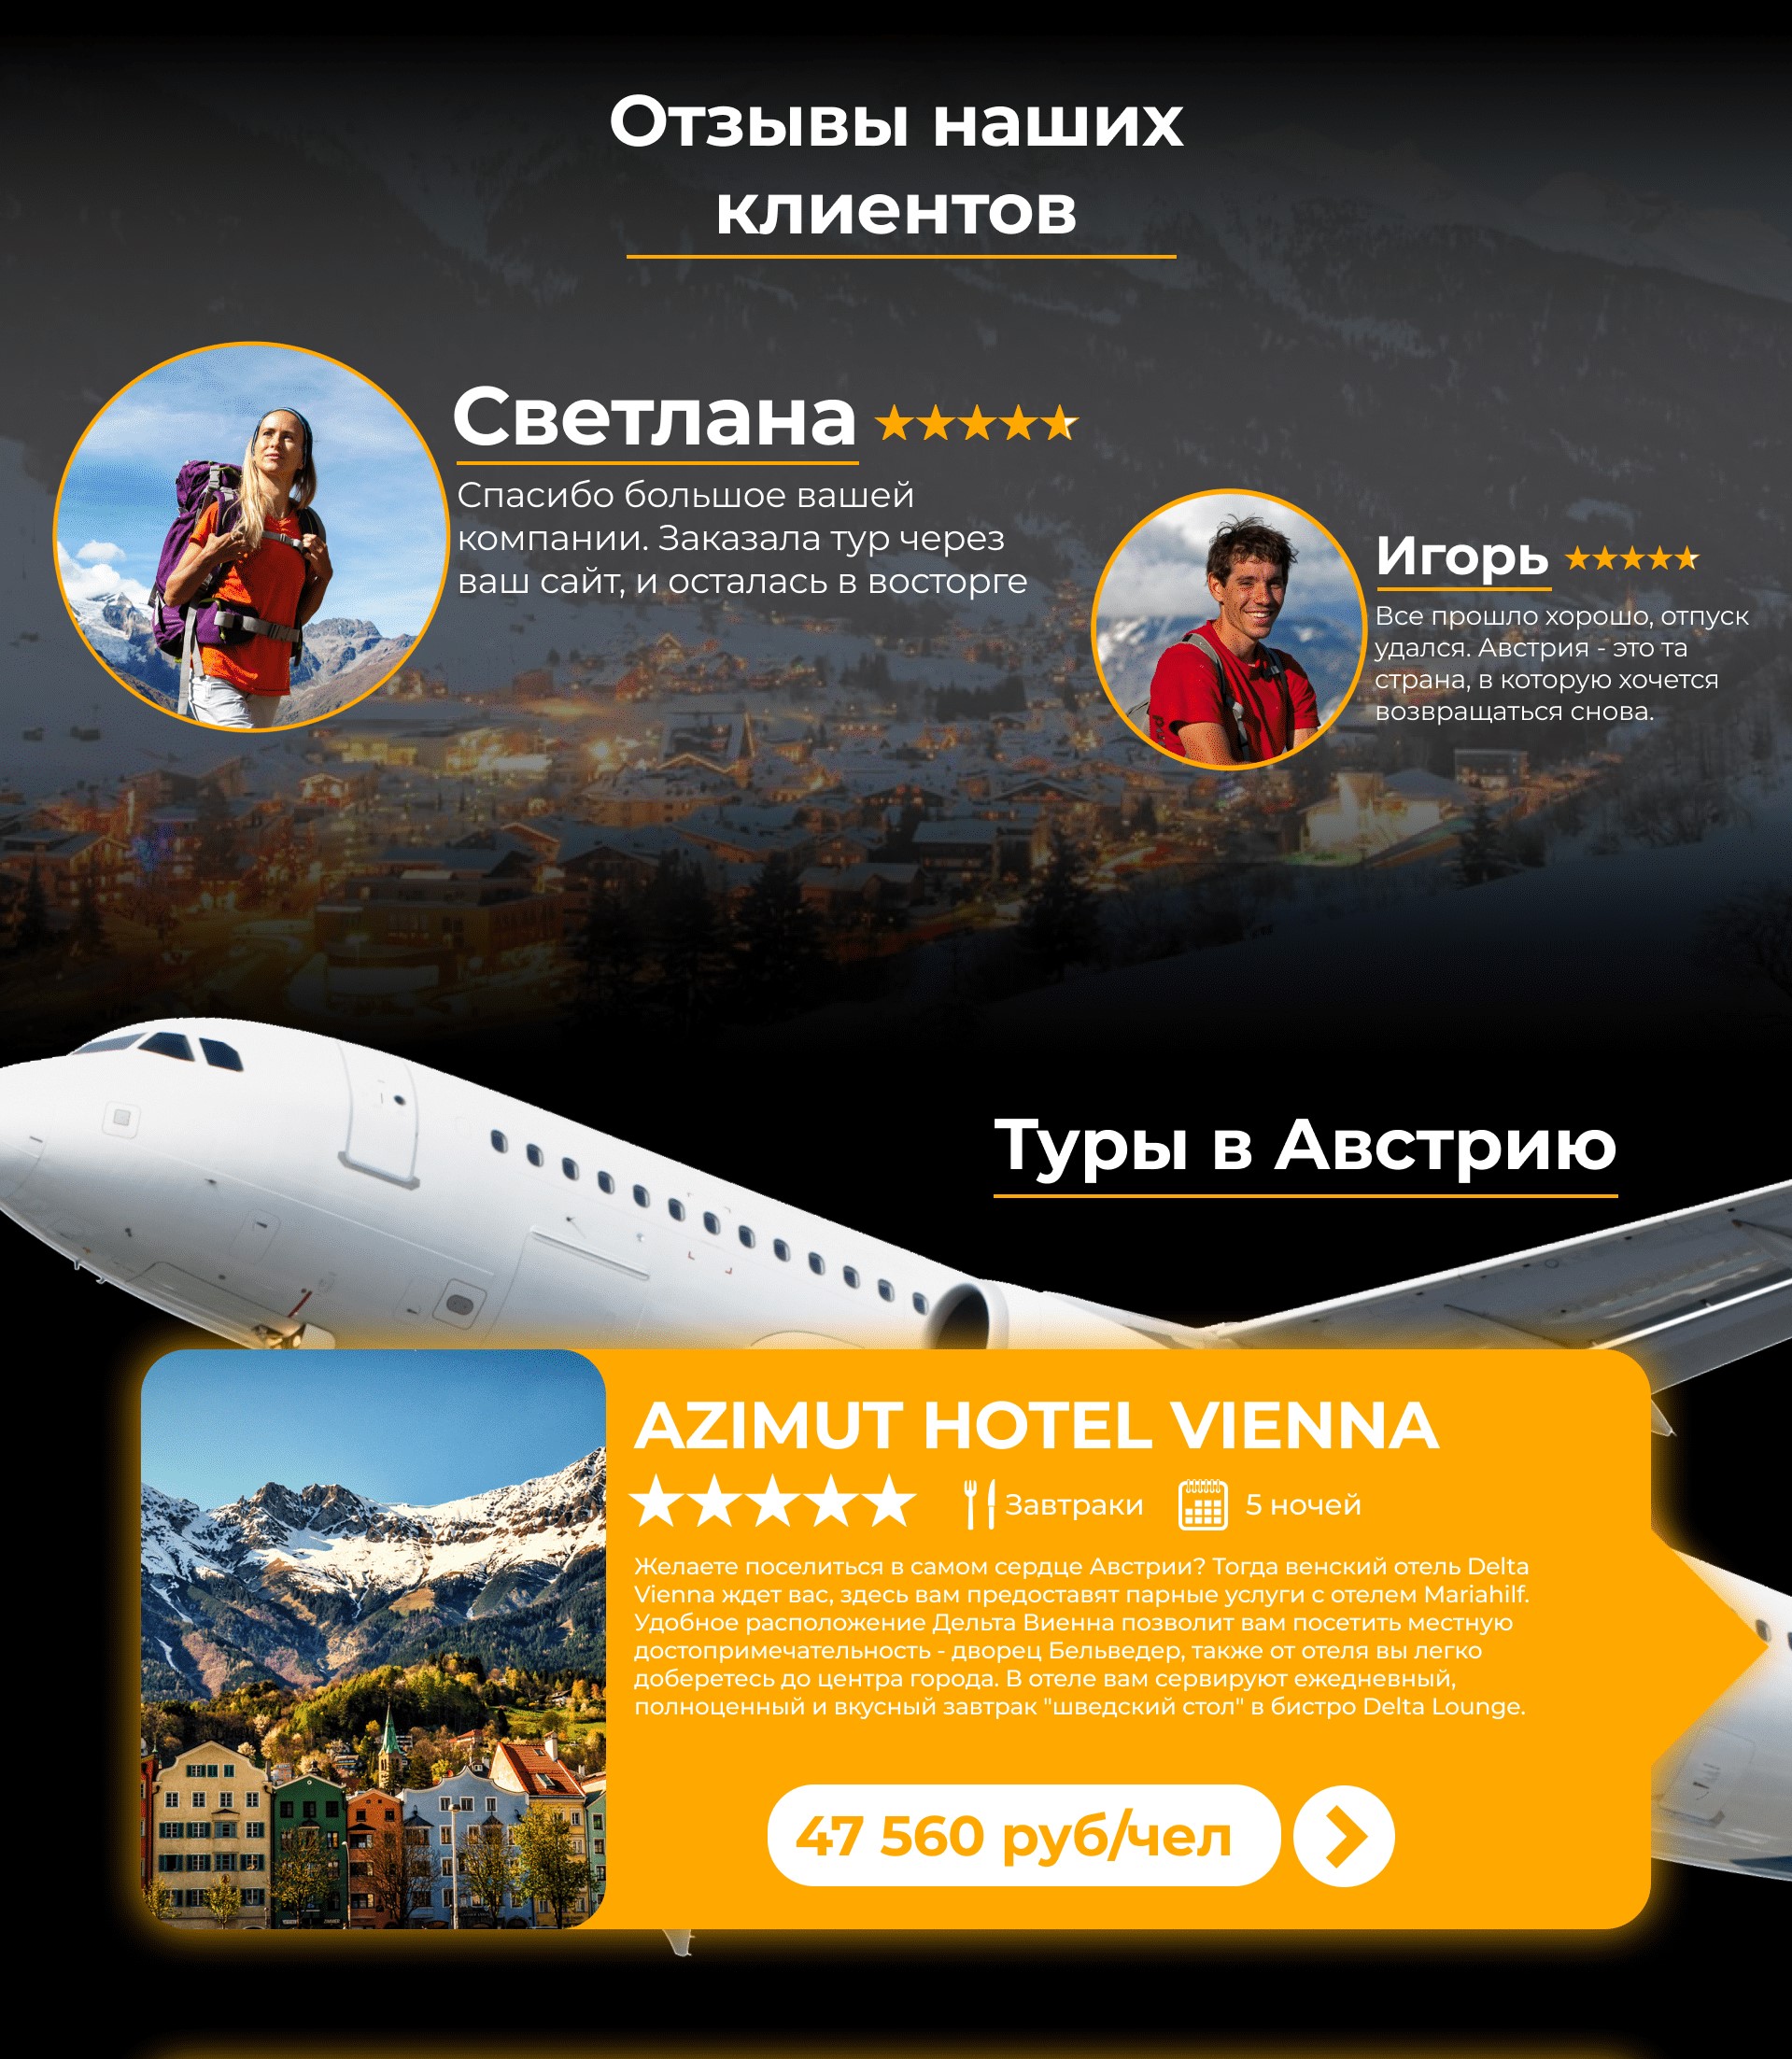 Отзывы наших
клиентов
Светлана
Спасибо большое вашей
компании. Заказала тур через
ваш сайт, и осталась в восторге
Игорь
Все прошло хорошо, отпуск
удался. Австрия - это та
страна, в которую хочется
возвращаться снова.
Туры в Австрию
AZIMUT HOTEL VIENNA
Завтраки
5 ночей
Желаете поселиться в самом сердце Австрии? Тогда венский отель Delta
Vienna ждет вас, здесь вам предоставят парные услуги с отелем Mariahilf.
Удобное расположение Дельта Виенна позволит вам посетить местную
достопримечательность - дворец Бельведер, также от отеля вы легко
доберетесь до центра города. В отеле вам сервируют ежедневный,
полноценный и вкусный завтрак "шведский стол" в бистро Delta Lounge.
47 560 руб/чел